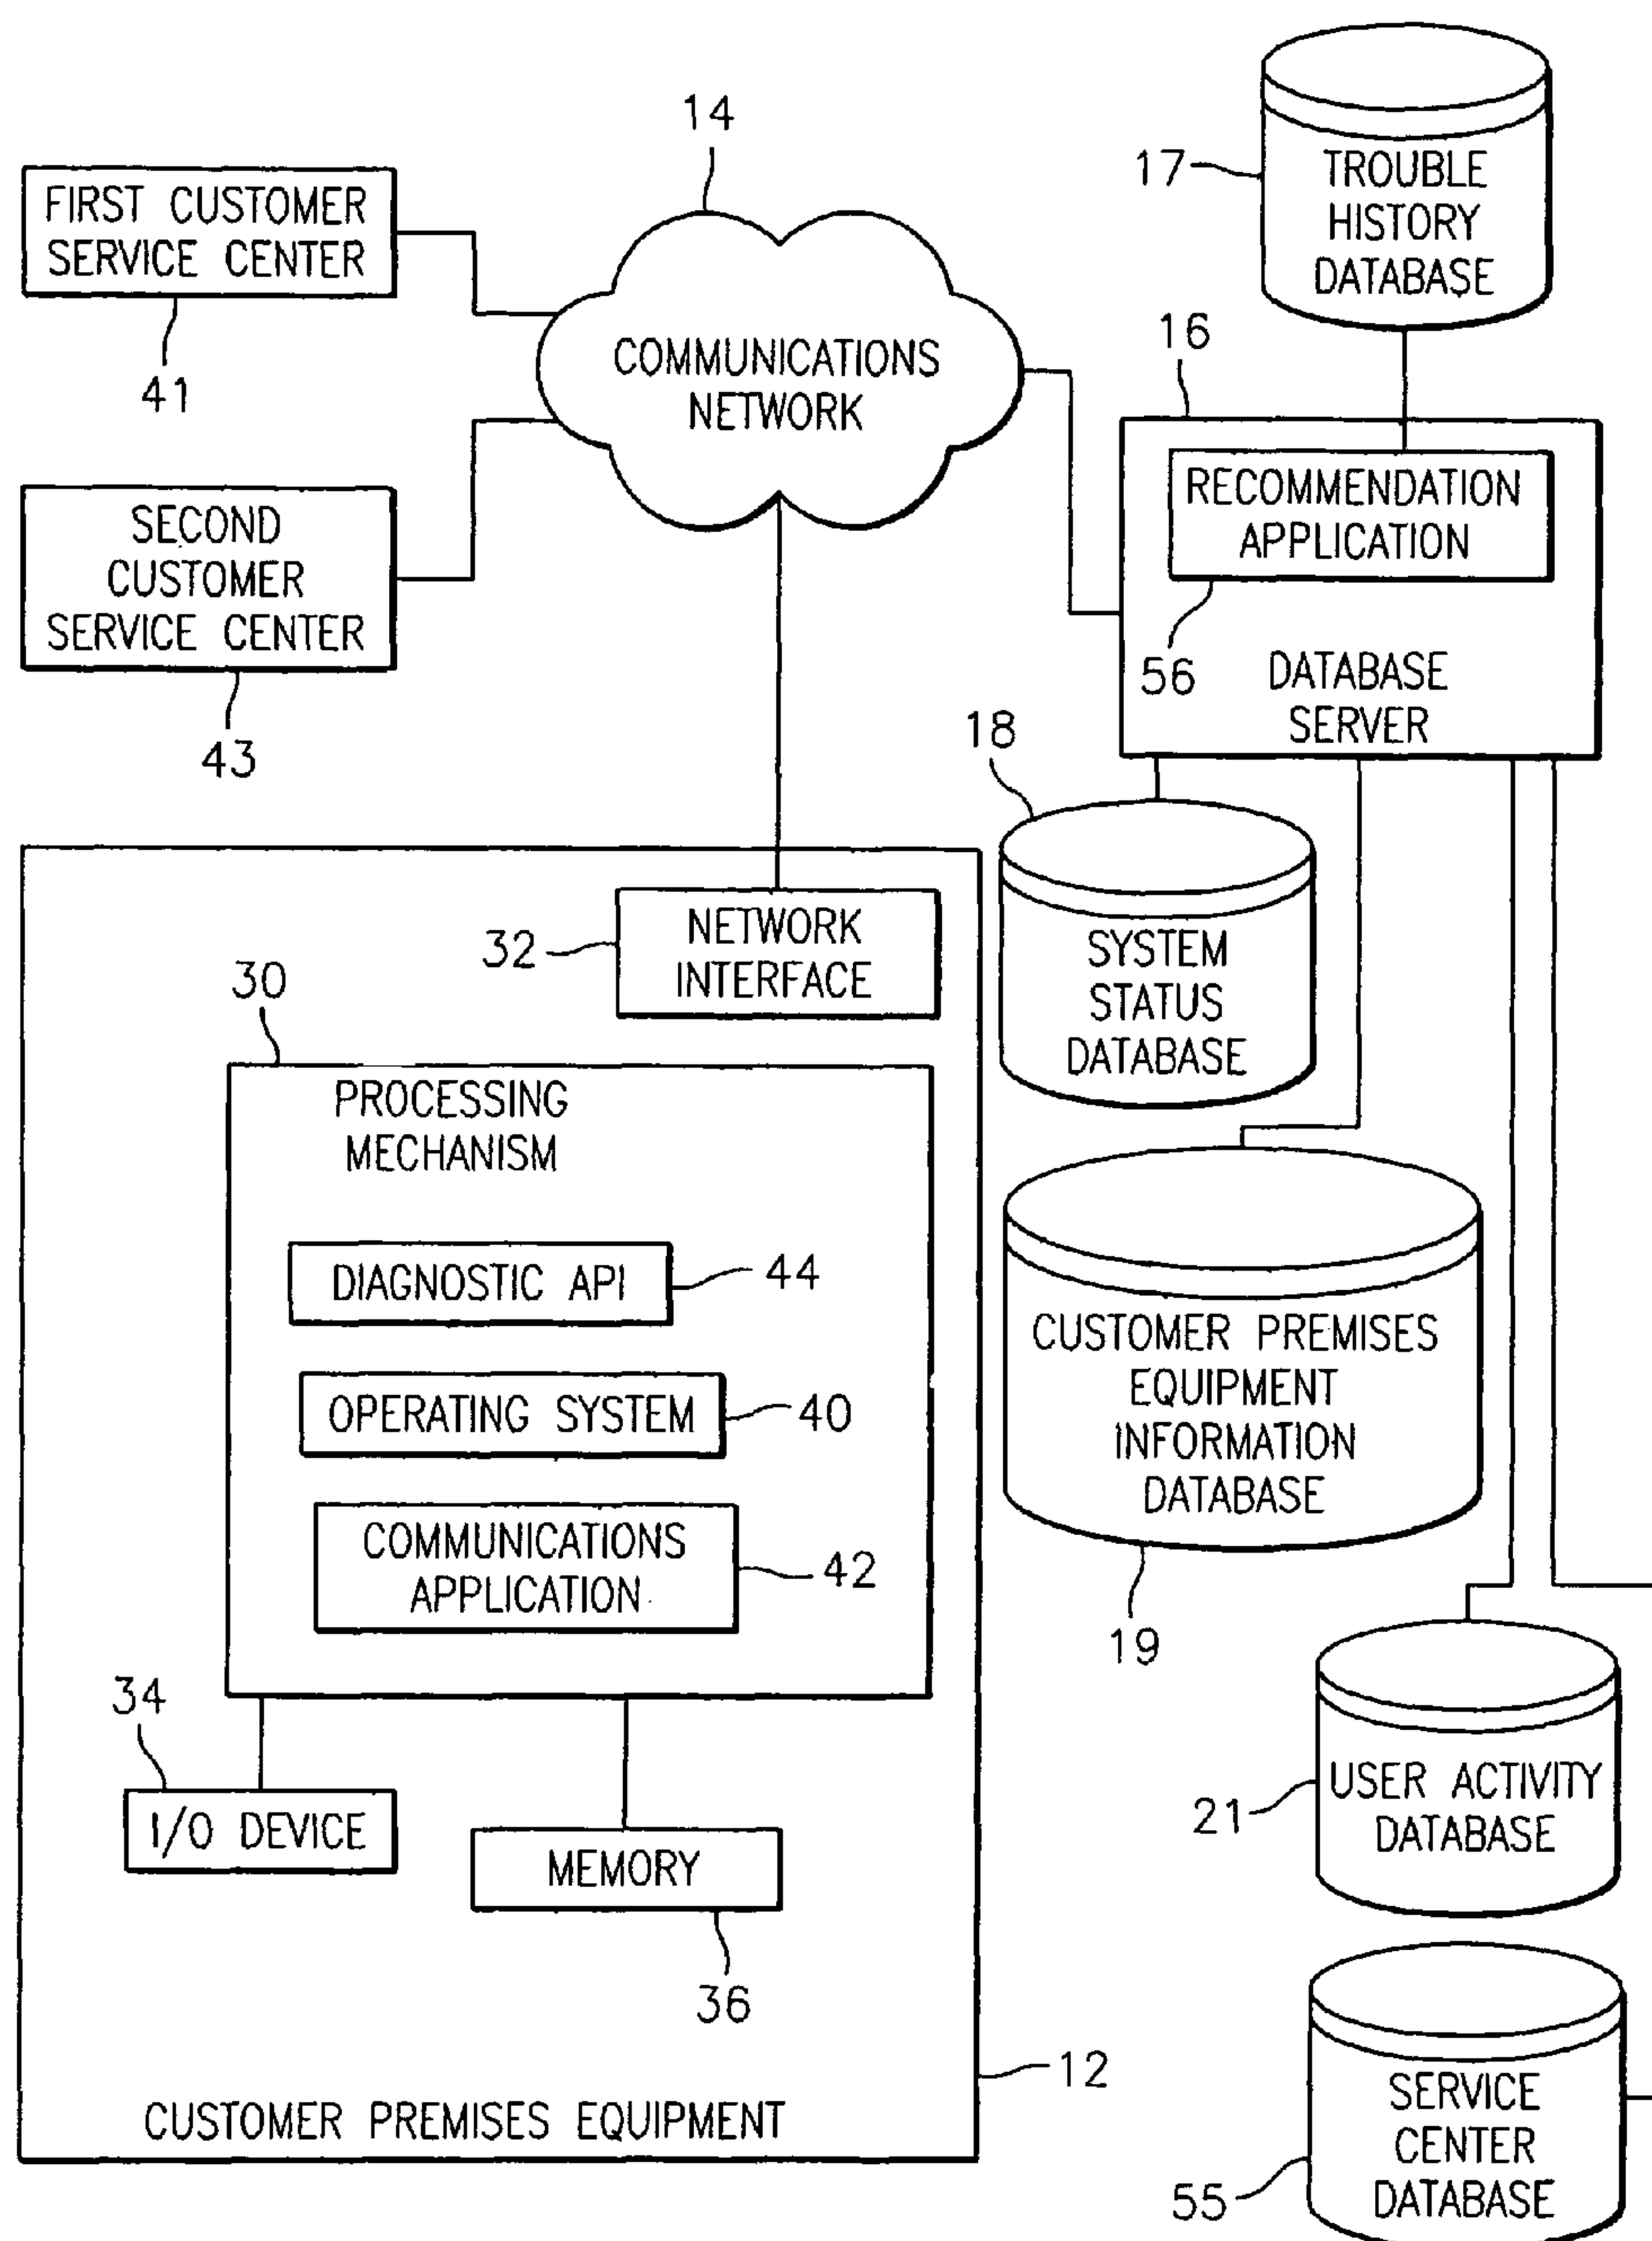 14
17
TROUBLE
HISTORY
DATABASE
FIRST CUSTOMER
SERVICE CENTER
41
COMMUNICATIONS
NETWORK
16
RECOMMENDATION
APPLICATION
56
DATABASE
SERVER
SECOND
CUSTOMER
SERVICE CENTER
43
18
SYSTEM
STATUS
DATABASE
32
NETWORK
INTERFACE
30
PROCESSING
MECHANISM
DIAGNOSTIC API
44
OPERATING SYSTEM
40
COMMUNICATIONS
APPLICATION
42
CUSTOMER PREMISES
EQUIPMENT
INFORMATION
DATABASE
19
34
I/O DEVICE
MEMORY
36
21
USER ACTIVITY
DATABASE
12
CUSTOMER PREMISES EQUIPMENT
SERVICE
CENTER
DATABASE
55